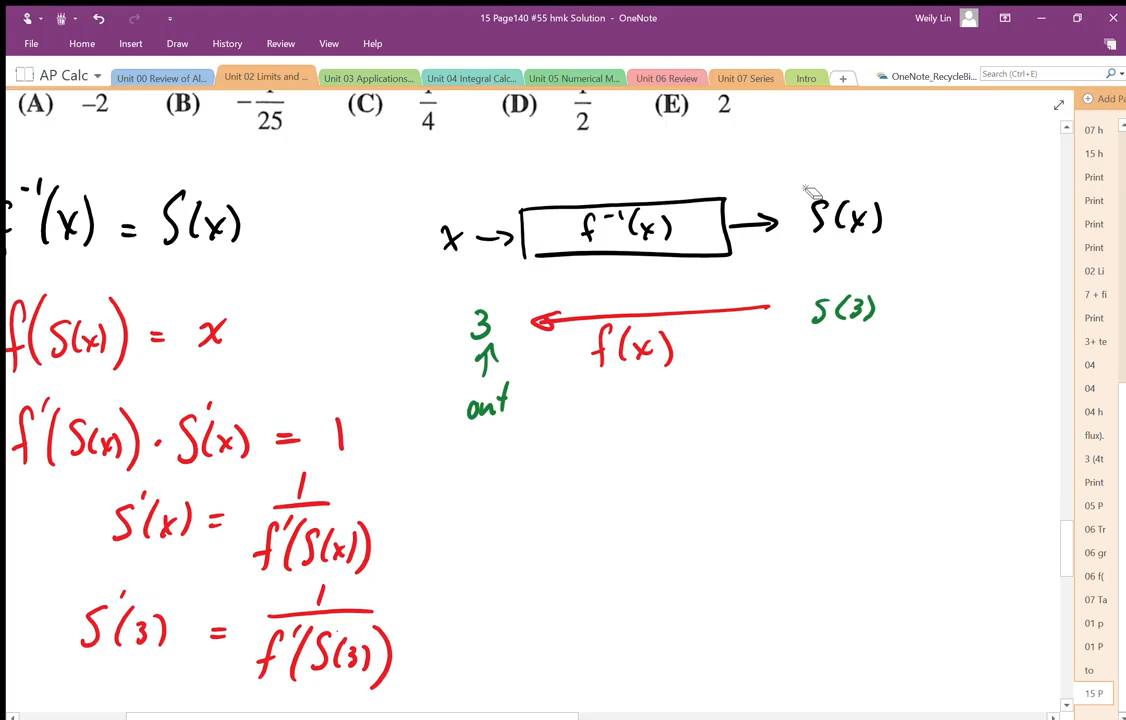 15 Page140 #55 hmk Solution - OneNote
Weily Lin
File Home Insert Draw History Review View Help
AP Calc
Unit 00 Review of Al...
Unit 02 Limits and ...
Unit 03 Applications...
Unit 04 Integral Calc...
Unit 05 Numerical M...
Unit 06 Review
Unit 07 Series
Intro
OneNote_RecycleBi...
Search (Ctrl+E)
(A) −2 (B) (C) (D) (E) 2
f⁻¹(x) = S(x)
x → f⁻¹(x) → S(x)
f(S(x)) = x
3 ← S(3)
f(x)
↑
out
f'(S(x)) · S'(x) = 1
S'(x) = 1/f'(S(x))
S'(3) = 1/f'(S(3))
Add Pa
07 h
15 h
Print
Print
Print
Print
02 Li
7 + fi
Print
3+ te
04
04
04 h
flux).
3 (4t
Print
05 P
06 Tr
06 gr
06 f(
07 Ta
01 p
01 P
to
15 P